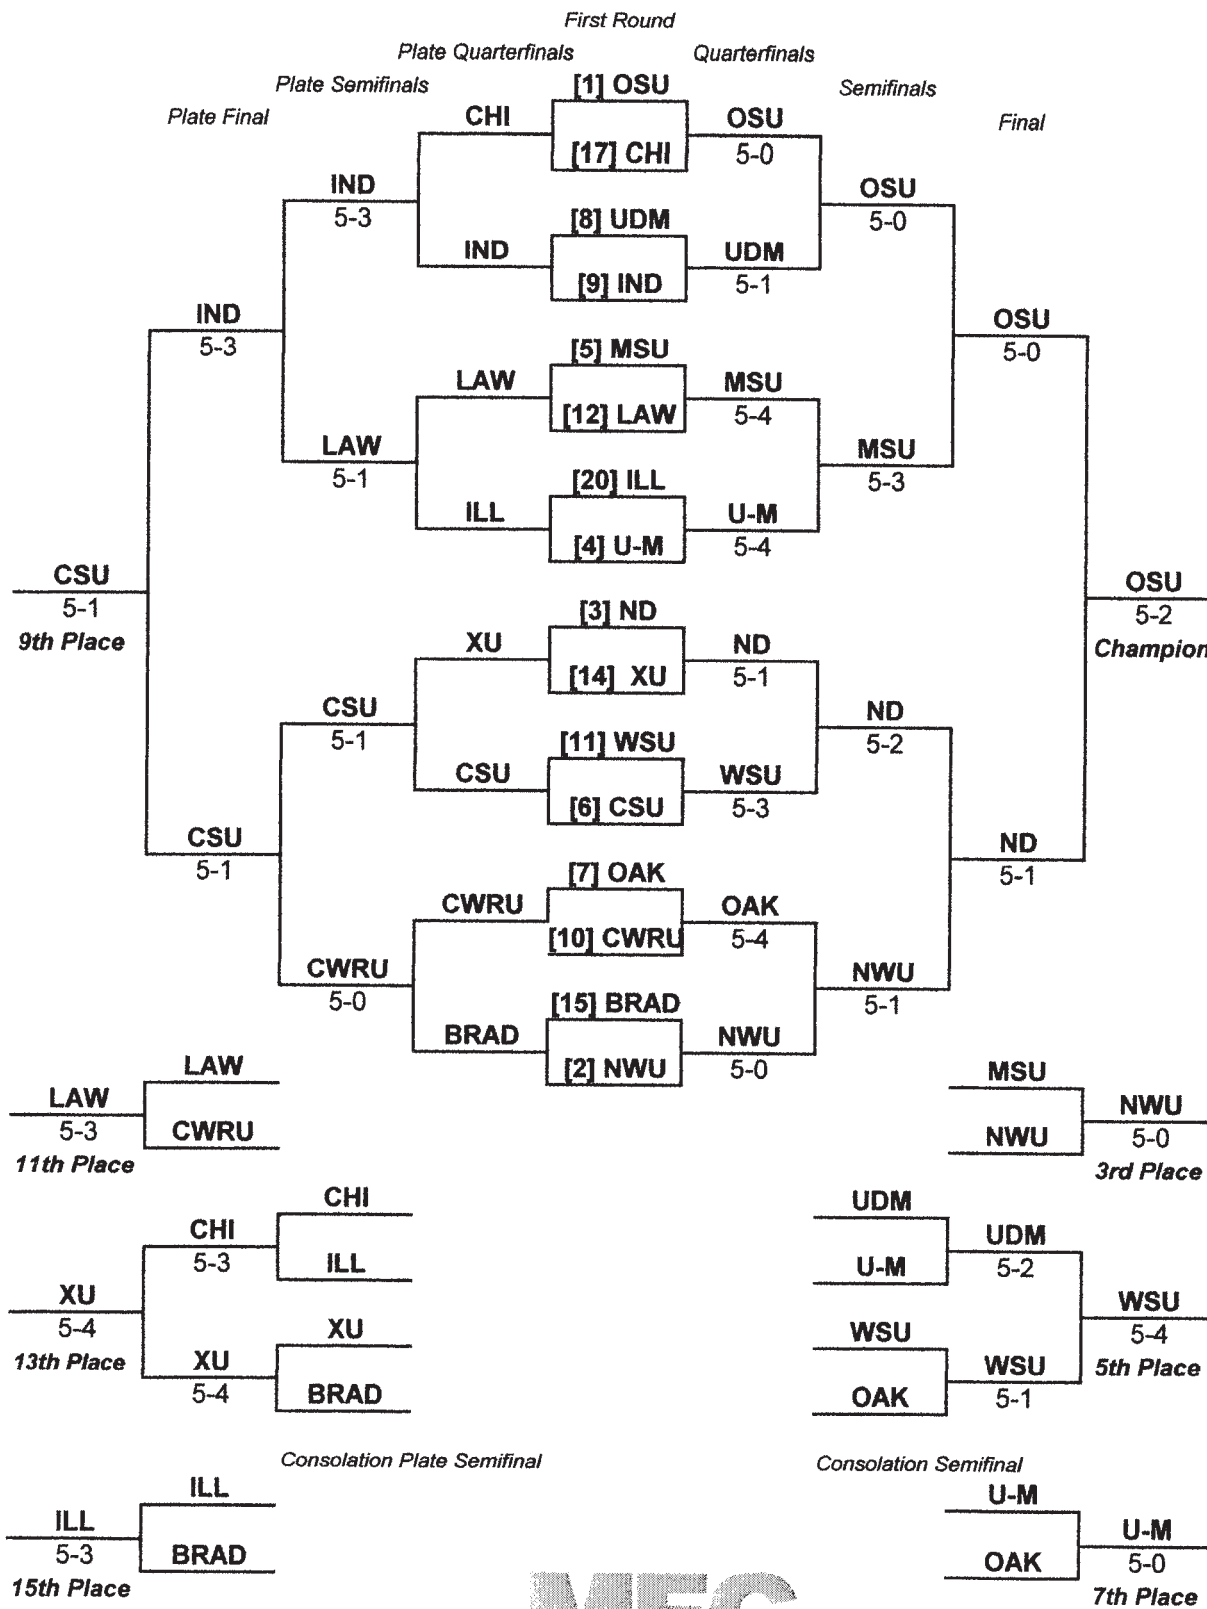 First Round
Plate Quarterfinals
Quarterfinals
Plate Semifinals
[1] OSU
Semifinals
Plate Final
CHI
OSU
Final
[17] CHI
5-0
IND
OSU
5-3
[8] UDM
5-0
IND
UDM
[9] IND
5-1
IND
OSU
5-3
[5] MSU
5-0
LAW
MSU
[12] LAW
5-4
LAW
MSU
5-1
[20] ILL
5-3
ILL
U-M
[4] U-M
5-4
CSU
OSU
5-1
[3] ND
5-2
9th Place
XU
ND
Champion
[14] XU
5-1
CSU
ND
5-1
[11] WSU
5-2
CSU
WSU
[6] CSU
5-3
CSU
ND
5-1
[7] OAK
5-1
CWRU
OAK
[10] CWRU
5-4
CWRU
NWU
5-0
[15] BRAD
5-1
BRAD
NWU
[2] NWU
5-0
LAW
MSU
LAW
NWU
5-3
CWRU
NWU
5-0
11th Place
3rd Place
CHI
UDM
CHI
UDM
5-3
ILL
U-M
5-2
XU
WSU
5-4
XU
WSU
5-4
13th Place
XU
WSU
5th Place
5-4
BRAD
OAK
5-1
Consolation Plate Semifinal
Consolation Semifinal
ILL
U-M
ILL
U-M
5-3
BRAD
OAK
5-0
15th Place
7th Place
MFC